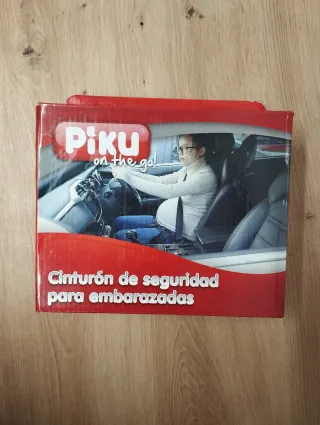 Piku
on the go!
Cinturón de seguridad
para embarazadas